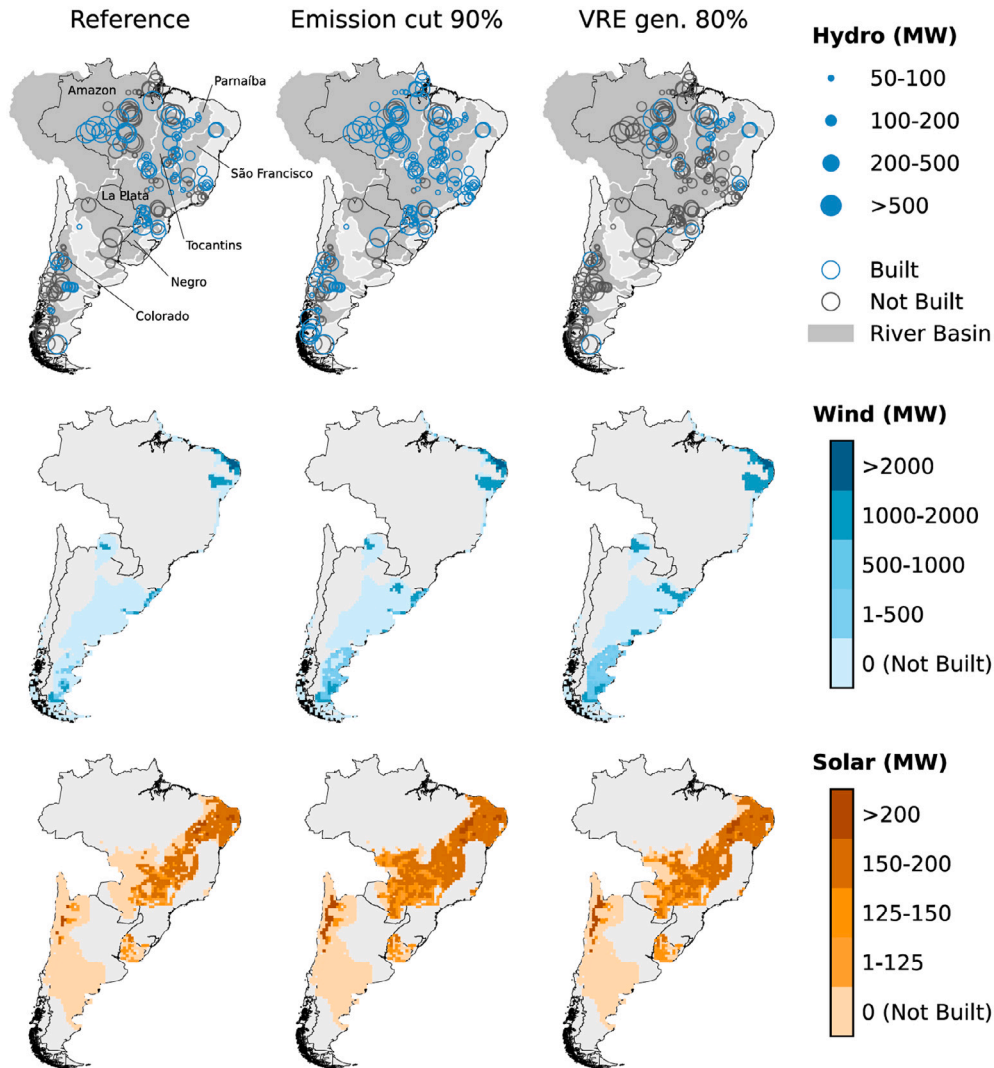 Reference
Emission cut 90%
VRE gen. 80%
Hydro (MW)
50-100
100-200
200-500
>500
Built
Not Built
River Basin
Amazon
Parnaíba
São Francisco
La Plata
Tocantins
Negro
Colorado
Wind (MW)
>2000
1000-2000
500-1000
1-500
0 (Not Built)
Solar (MW)
>200
150-200
125-150
1-125
0 (Not Built)